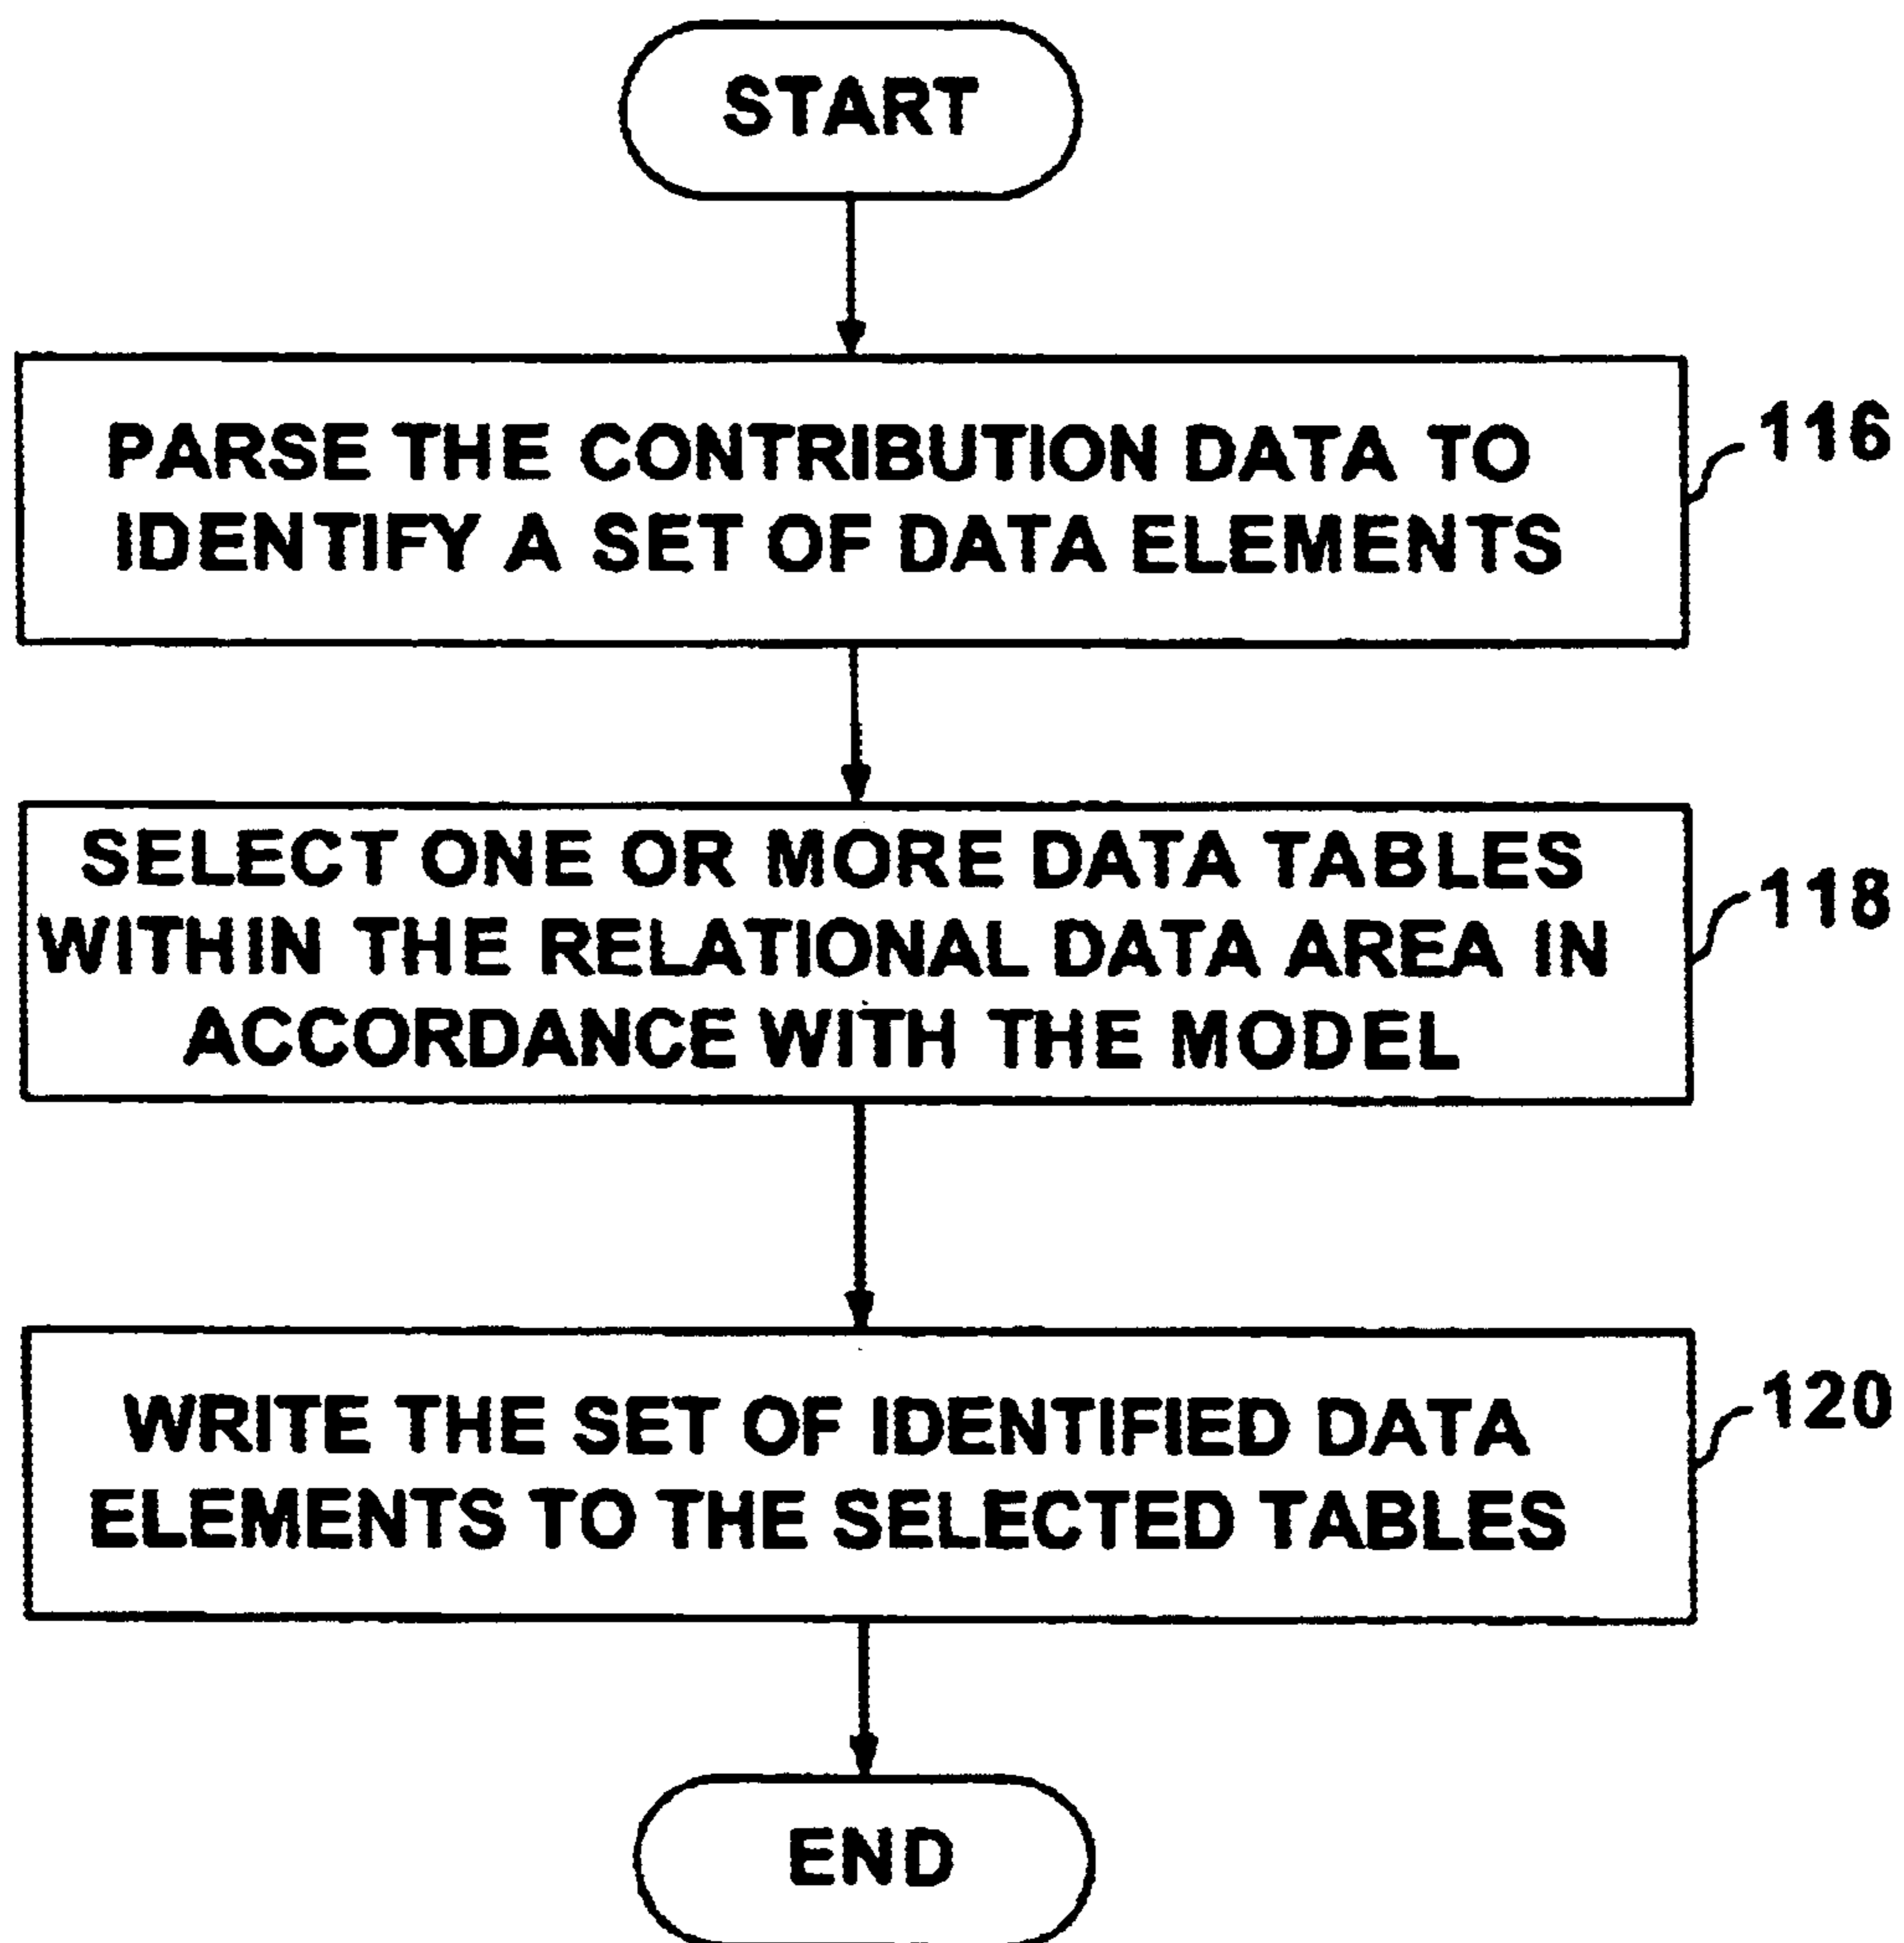 START
PARSE THE CONTRIBUTION DATA TO
IDENTIFY A SET OF DATA ELEMENTS
116
SELECT ONE OR MORE DATA TABLES
WITHIN THE RELATIONAL DATA AREA IN
ACCORDANCE WITH THE MODEL
118
WRITE THE SET OF IDENTIFIED DATA
ELEMENTS TO THE SELECTED TABLES
120
END